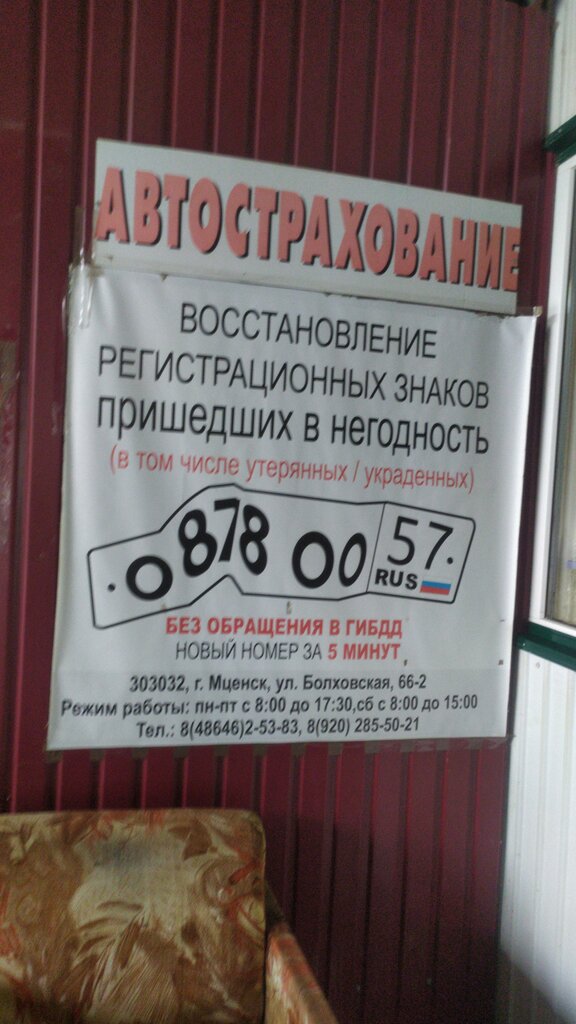 АВТОСТРАХОВАНИЕ
ВОССТАНОВЛЕНИЕ
РЕГИСТРАЦИОННЫХ ЗНАКОВ
пришедших в негодность
(в том числе утерянных / украденных)
О 878 ОО 57
RUS
БЕЗ ОБРАЩЕНИЯ В ГИБДД
НОВЫЙ НОМЕР ЗА 5 МИНУТ
303032, г. Мценск, ул. Болховская, 66-2
Режим работы: пн-пт с 8:00 до 17:30,сб с 8:00 до 15:00
Тел.: 8(48646)2-53-83, 8(920) 285-50-21